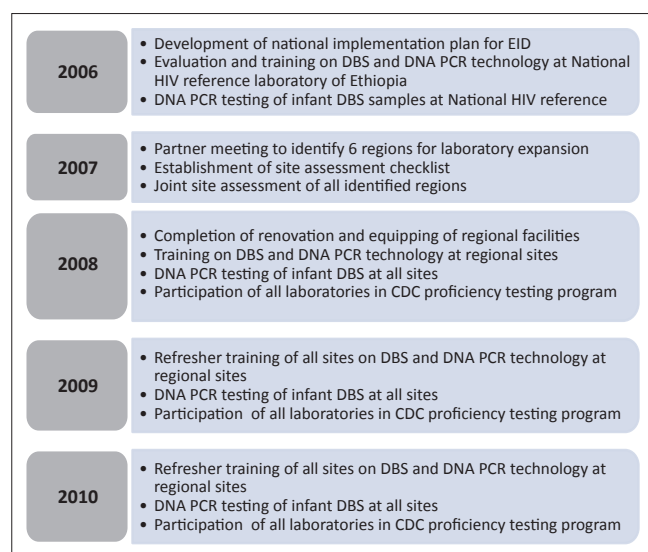 2006
• Development of national implementation plan for EID
• Evaluation and training on DBS and DNA PCR technology at National
HIV reference laboratory of Ethiopia
• DNA PCR testing of infant DBS samples at National HIV reference
2007
• Partner meeting to identify 6 regions for laboratory expansion
• Establishment of site assessment checklist
• Joint site assessment of all identified regions
2008
• Completion of renovation and equipping of regional facilities
• Training on DBS and DNA PCR technology at regional sites
• DNA PCR testing of infant DBS at all sites
• Participation of all laboratories in CDC proficiency testing program
2009
• Refresher training of all sites on DBS and DNA PCR technology at
regional sites
• DNA PCR testing of infant DBS at all sites
• Participation of all laboratories in CDC proficiency testing program
2010
• Refresher training of all sites on DBS and DNA PCR technology at
regional sites
• DNA PCR testing of infant DBS at all sites
• Participation of all laboratories in CDC proficiency testing program